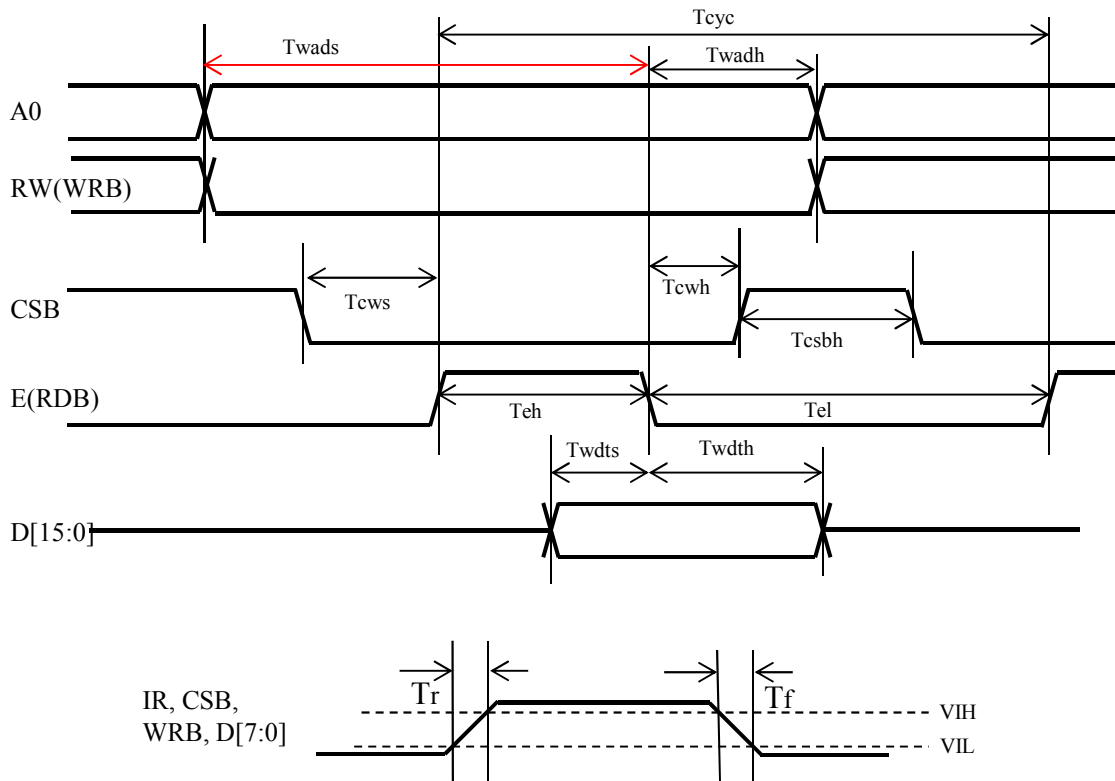 Tcyc
Twads
Twadh
A0
RW(WRB)
Tcws
Tcwh
CSB
Tcsbh
E(RDB)
Teh
Tel
Twdts
Twdth
D[15:0]
Tr
Tf
IR, CSB,
WRB, D[7:0]
VIH
VIL